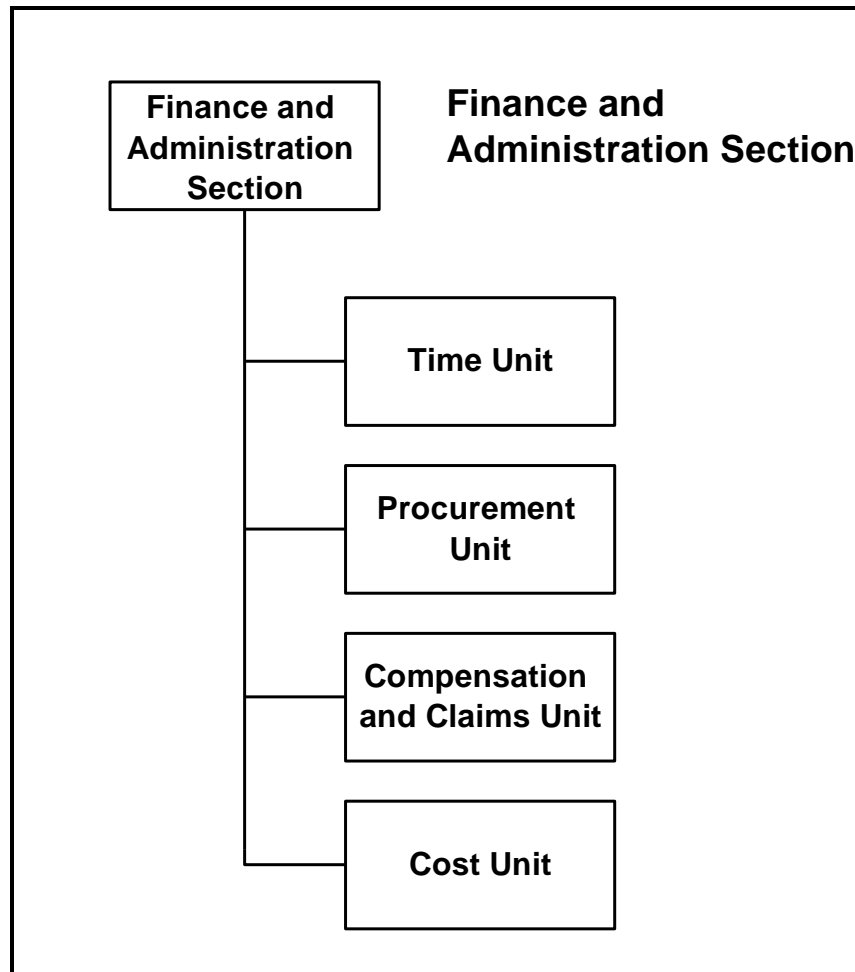 Finance and
Administration
Section
Finance and
Administration Section
Time Unit
Procurement
Unit
Compensation
and Claims Unit
Cost Unit